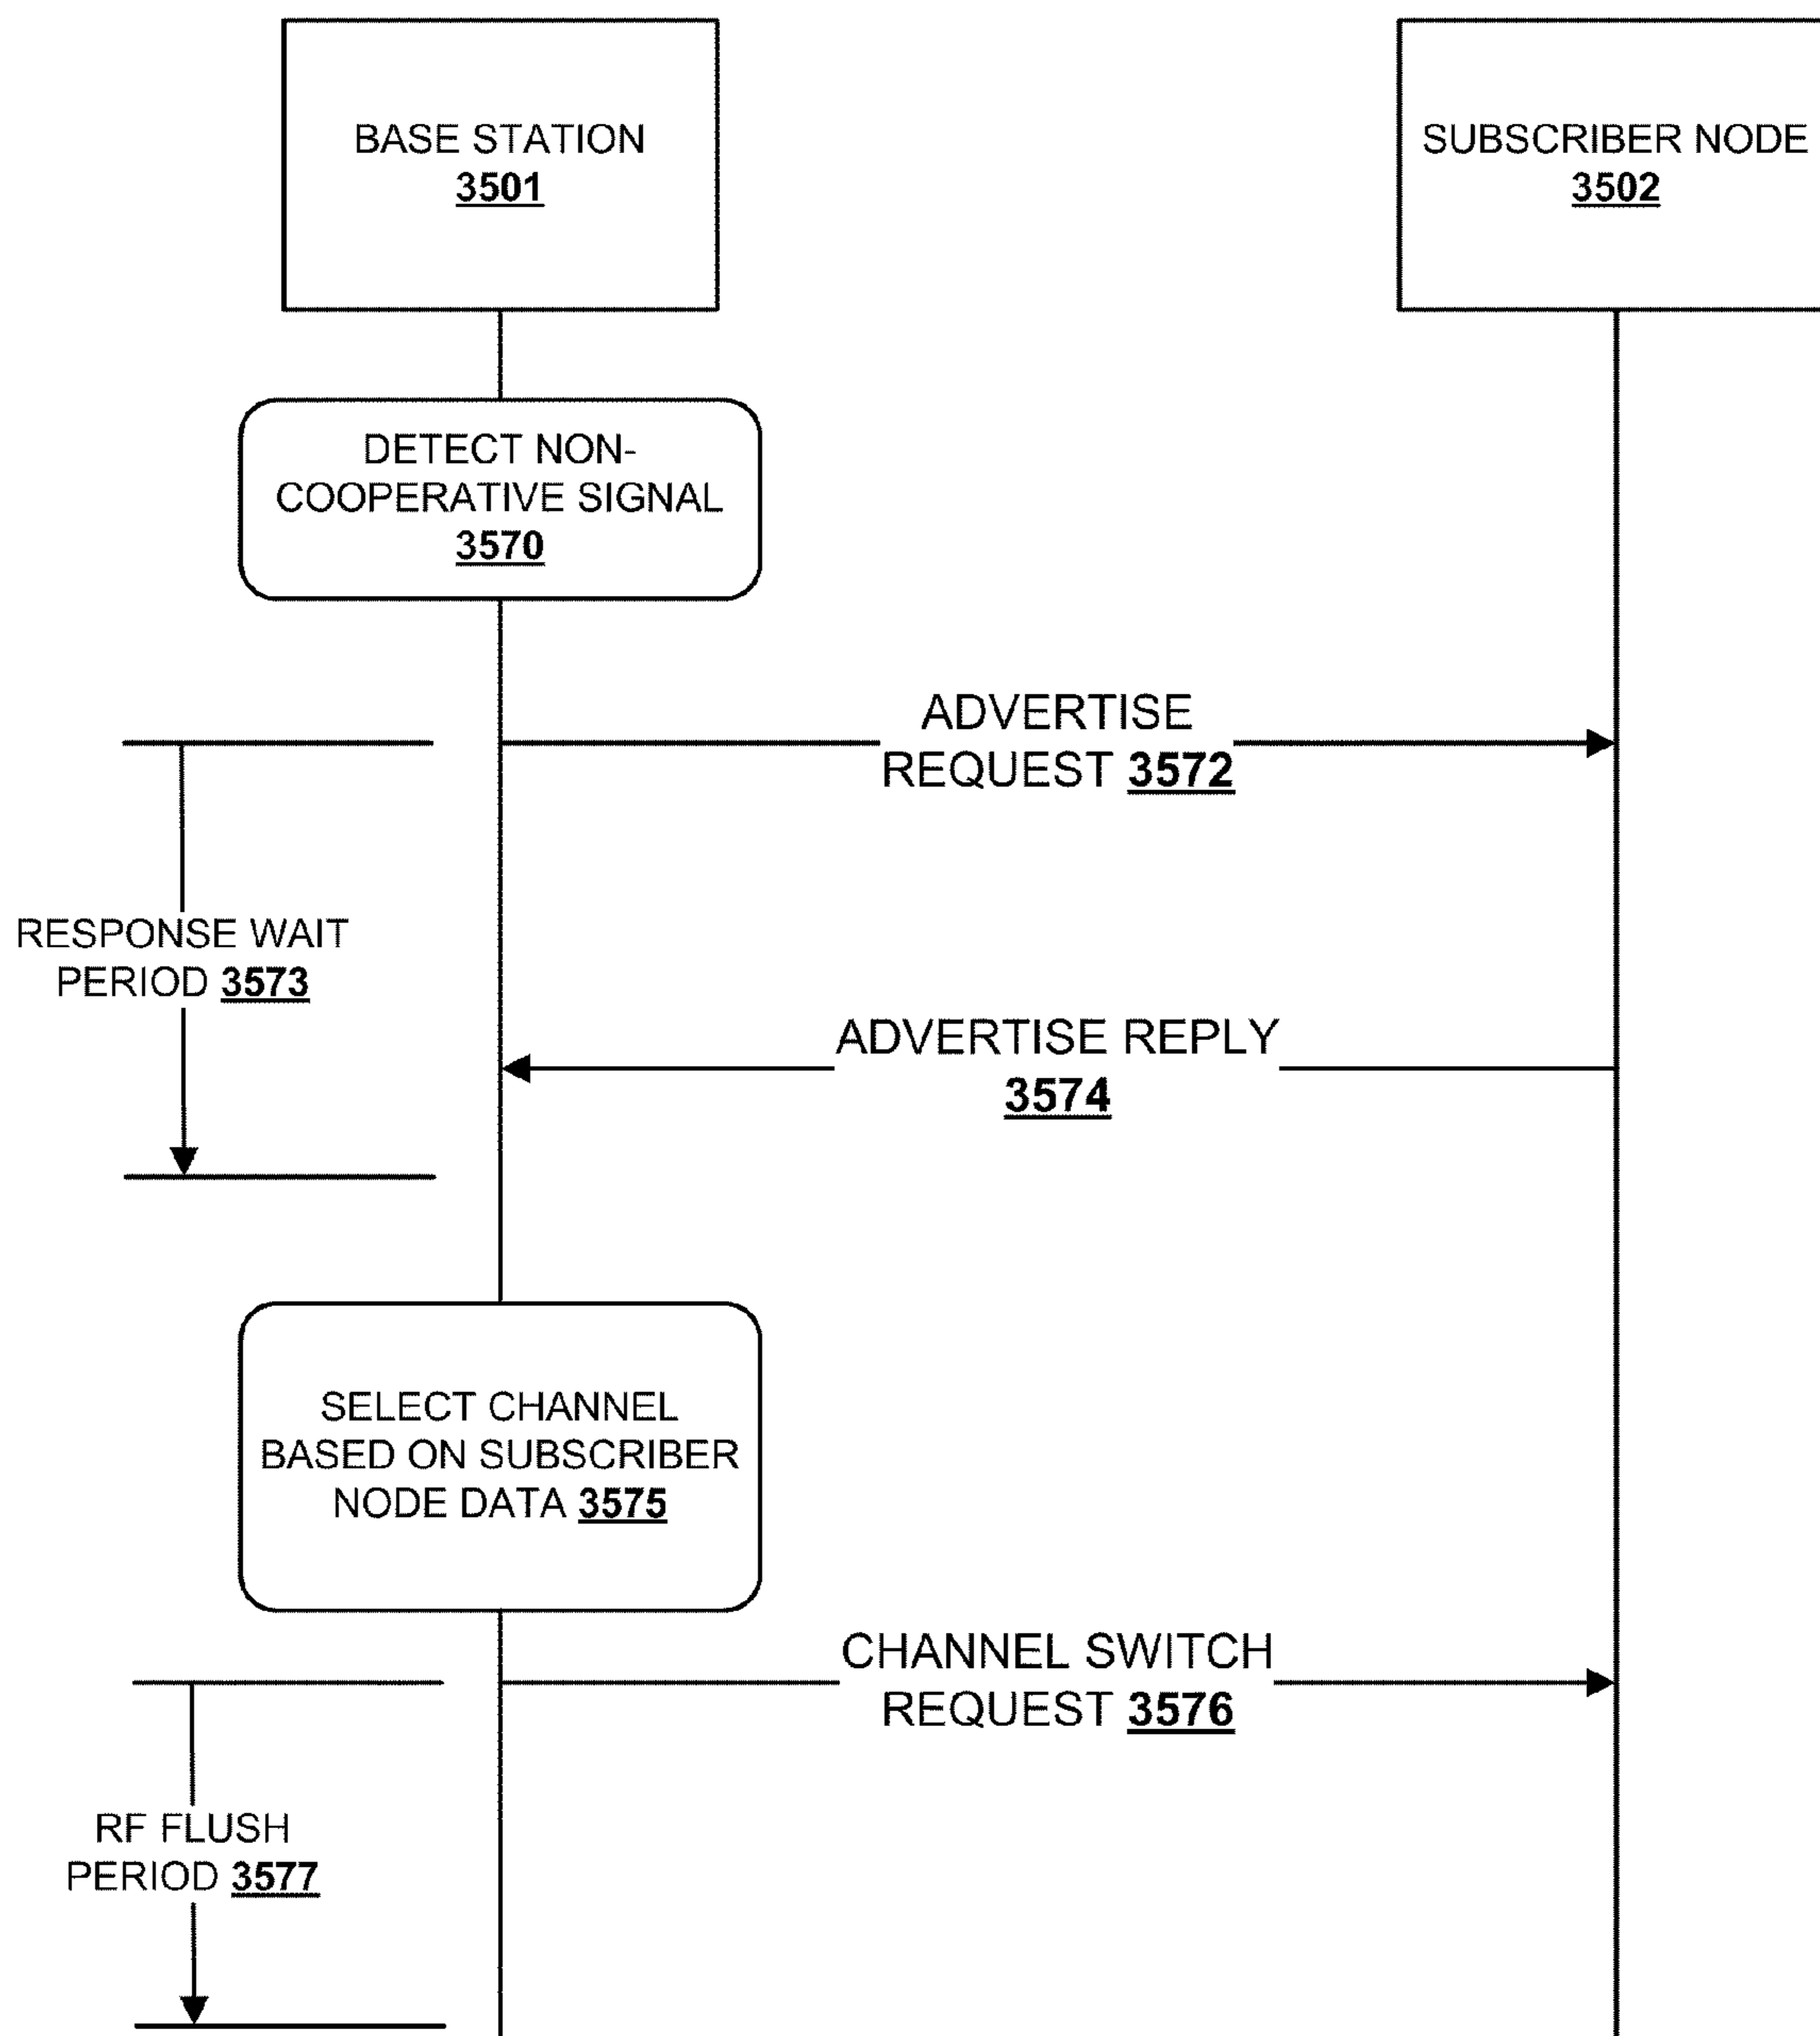 BASE STATION
3501
SUBSCRIBER NODE
3502
DETECT NON-
COOPERATIVE SIGNAL
3570
ADVERTISE
REQUEST 3572
RESPONSE WAIT
PERIOD 3573
ADVERTISE REPLY
3574
SELECT CHANNEL
BASED ON SUBSCRIBER
NODE DATA 3575
CHANNEL SWITCH
REQUEST 3576
RF FLUSH
PERIOD 3577